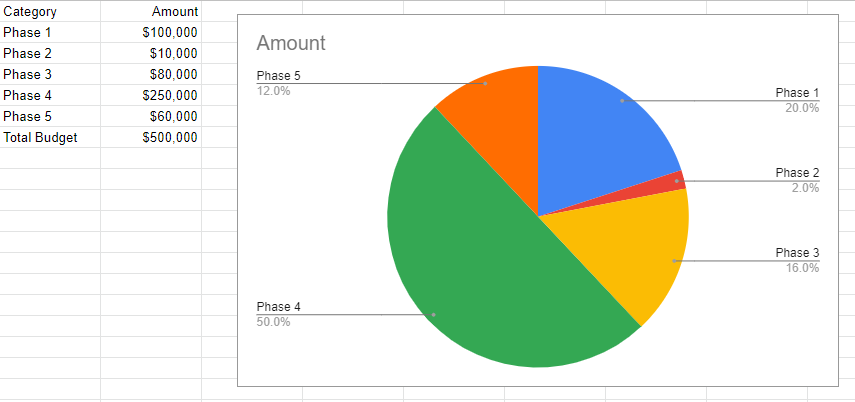 Category Amount
Phase 1 $100,000
Phase 2 $10,000
Phase 3 $80,000
Phase 4 $250,000
Phase 5 $60,000
Total Budget $500,000
Amount
Phase 5
12.0%
Phase 1
20.0%
Phase 2
2.0%
Phase 3
16.0%
Phase 4
50.0%